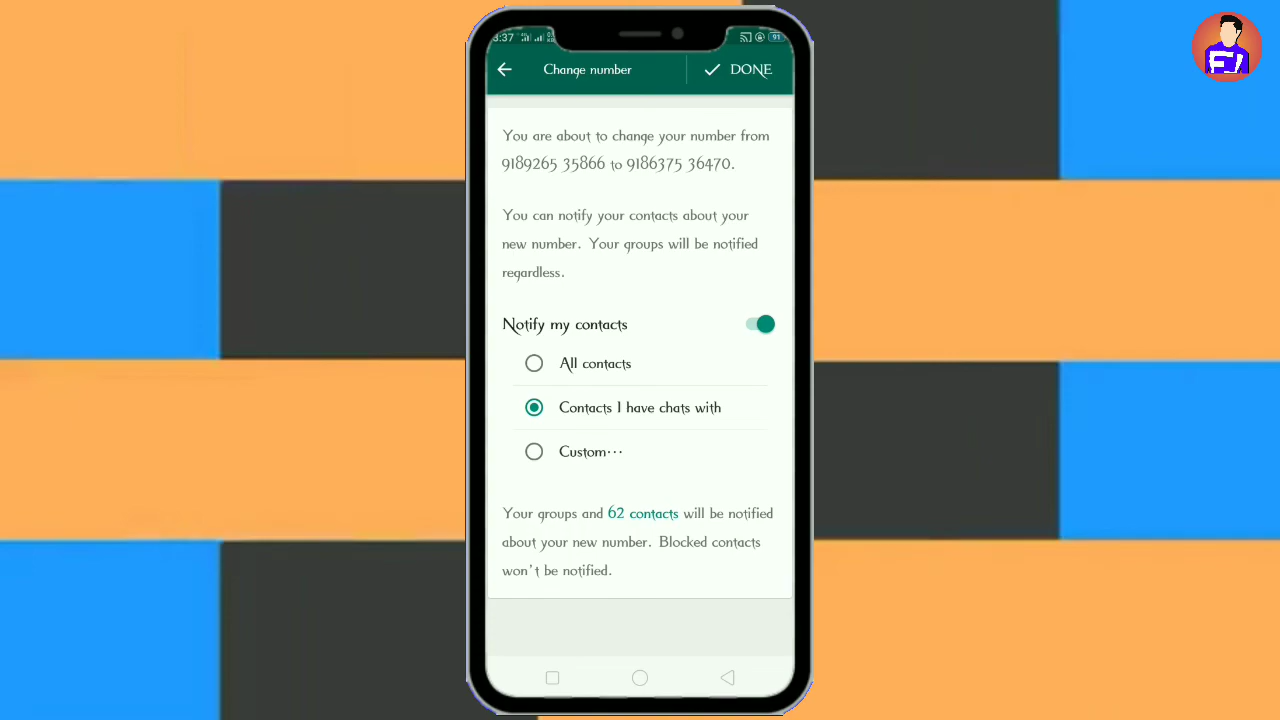 3:37
91
Change number
DONE
You are about to change your number from
9189265 35866 to 9186375 36470.
You can notify your contacts about your
new number. Your groups will be notified
regardless.
Notify my contacts
All contacts
Contacts I have chats with
Custom...
Your groups and 62 contacts will be notified
about your new number. Blocked contacts
won't be notified.
FJ